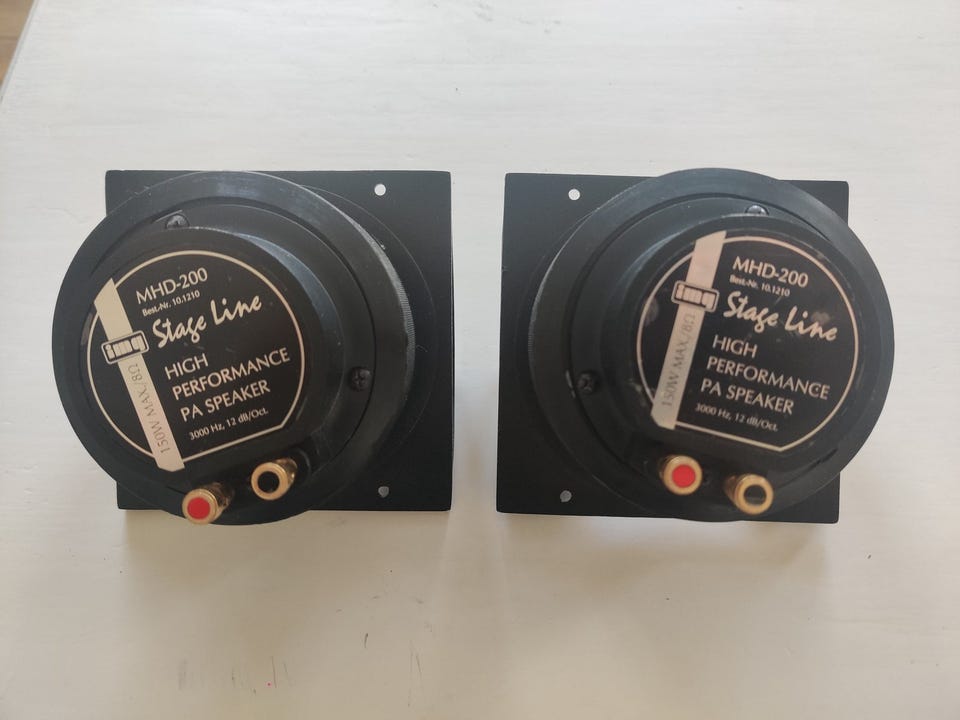 MHD-200
Best.-Nr. 10.1210
img Stage Line
HIGH
PERFORMANCE
PA SPEAKER
3000 Hz, 12 dB/Oct.
150W MAX/8Ω
MHD-200
Best.-Nr. 10.1210
img Stage Line
HIGH
PERFORMANCE
PA SPEAKER
3000 Hz, 12 dB/Oct.
150W MAX/8Ω